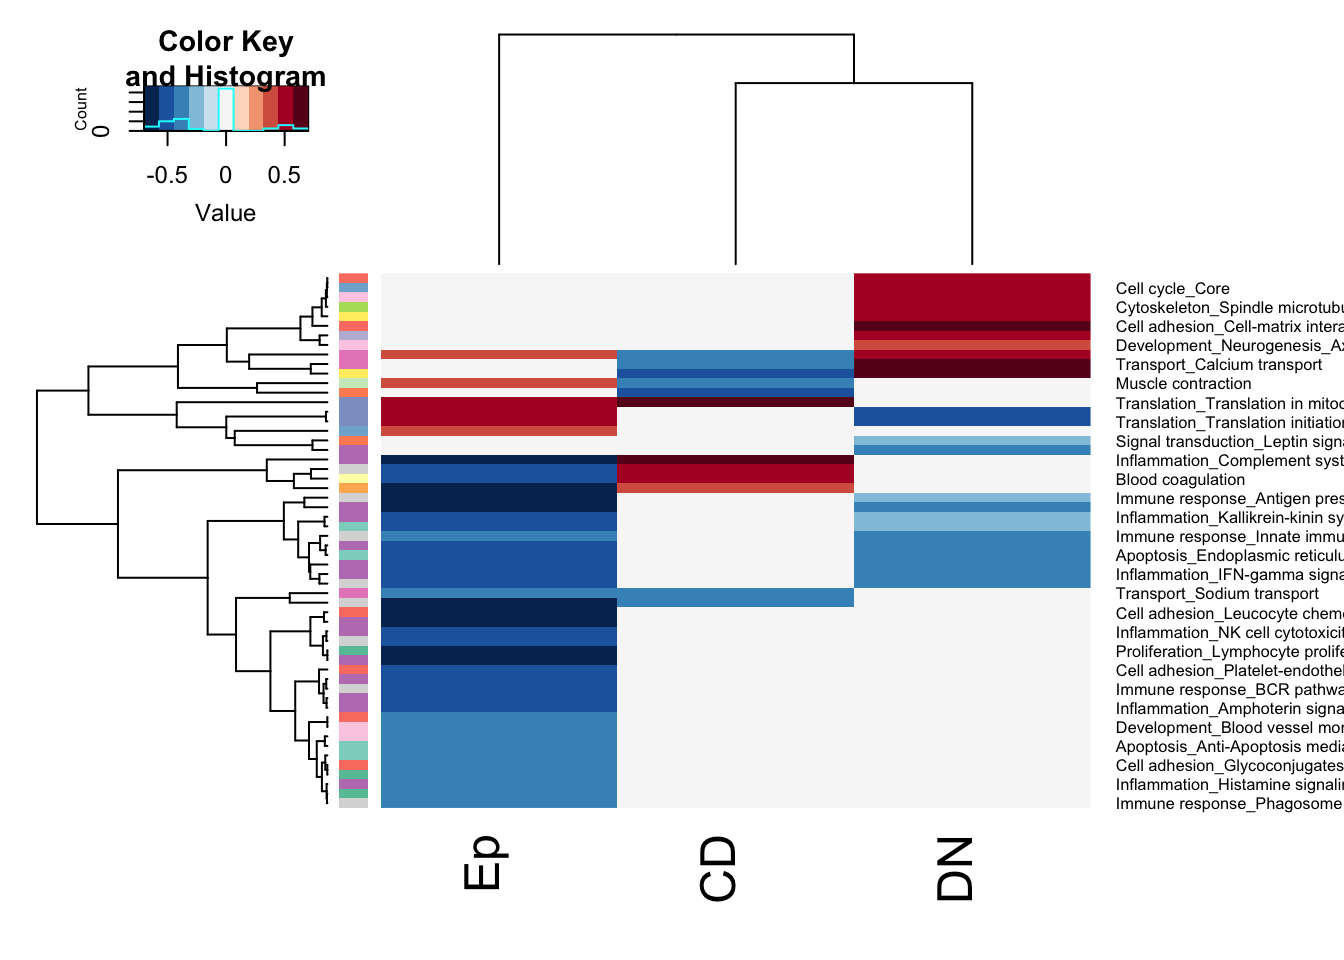 Color Key
and Histogram
Count
0
-0.5 0 0.5
Value
Cell cycle_Core
Cytoskeleton_Spindle microtubu
Cell adhesion_Cell-matrix intera
Development_Neurogenesis_Ax
Transport_Calcium transport
Muscle contraction
Translation_Translation in mitoc
Translation_Translation initiation
Signal transduction_Leptin signa
Inflammation_Complement syst
Blood coagulation
Immune response_Antigen pres
Inflammation_Kallikrein-kinin sy
Immune response_Innate immu
Apoptosis_Endoplasmic reticulu
Inflammation_IFN-gamma signa
Transport_Sodium transport
Cell adhesion_Leucocyte chemo
Inflammation_NK cell cytotoxicit
Proliferation_Lymphocyte prolife
Cell adhesion_Platelet-endothel
Immune response_BCR pathwa
Inflammation_Amphoterin signa
Development_Blood vessel mor
Apoptosis_Anti-Apoptosis media
Cell adhesion_Glycoconjugates
Inflammation_Histamine signalin
Immune response_Phagosome
Ep CD DN